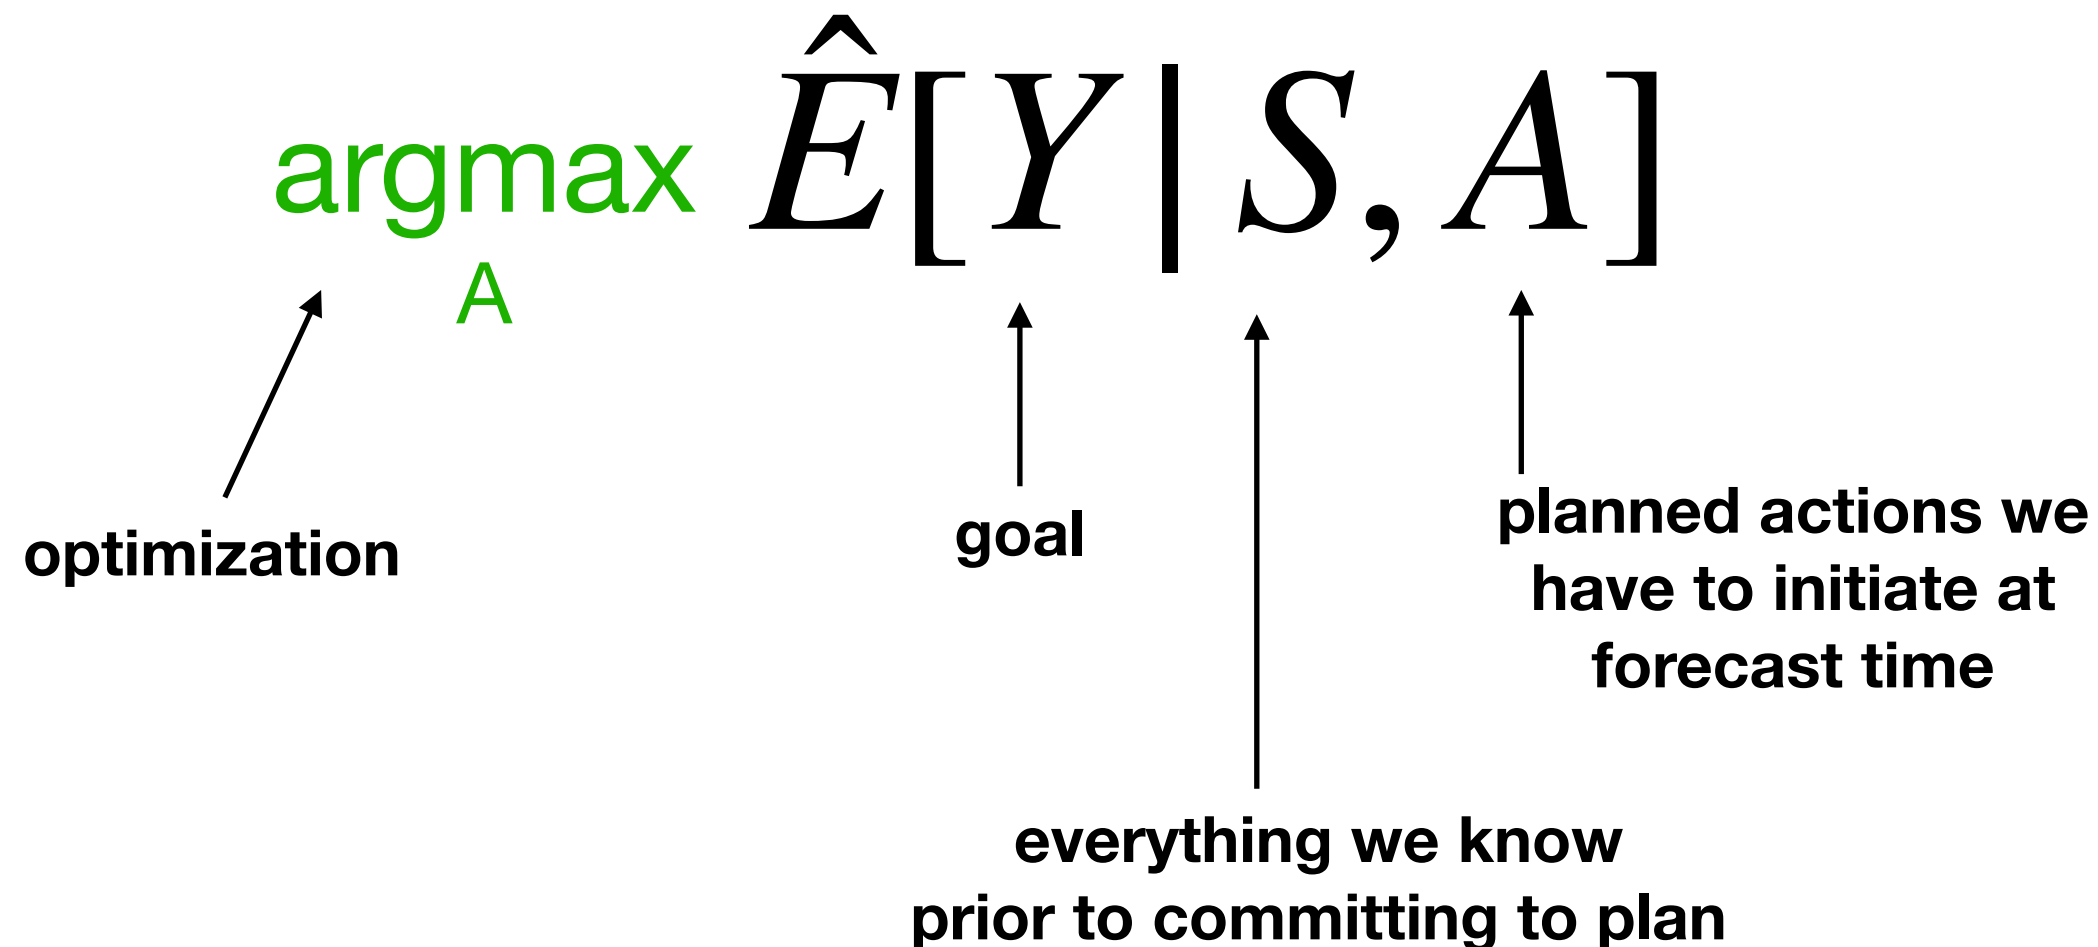 argmax Ê[Y | S, A]
A
optimization
goal
planned actions we
have to initiate at
forecast time
everything we know
prior to committing to plan